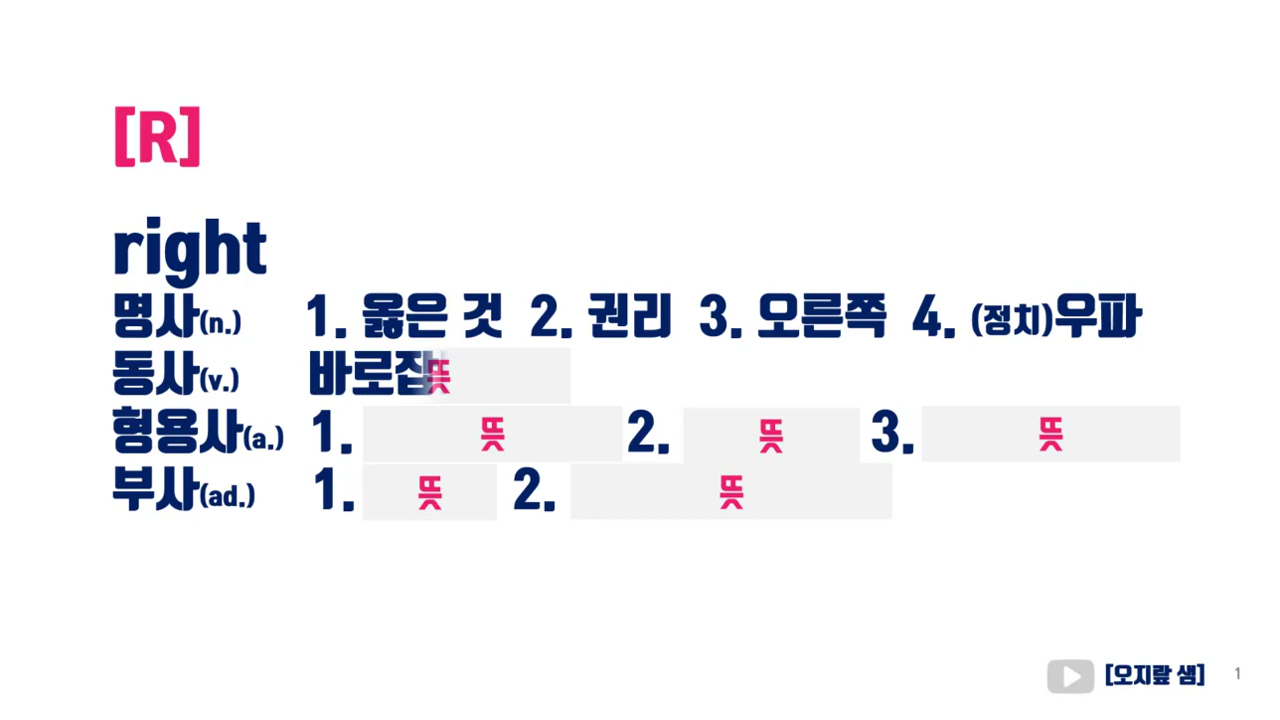 [R]
right
명사(n.) 1. 옳은 것 2. 권리 3. 오른쪽 4. (정치)우파
동사(v.) 바로 뜻
형용사(a.) 1. 뜻 2. 뜻 3. 뜻
부사(ad.) 1. 뜻 2. 뜻
[오지랖 샘] 1